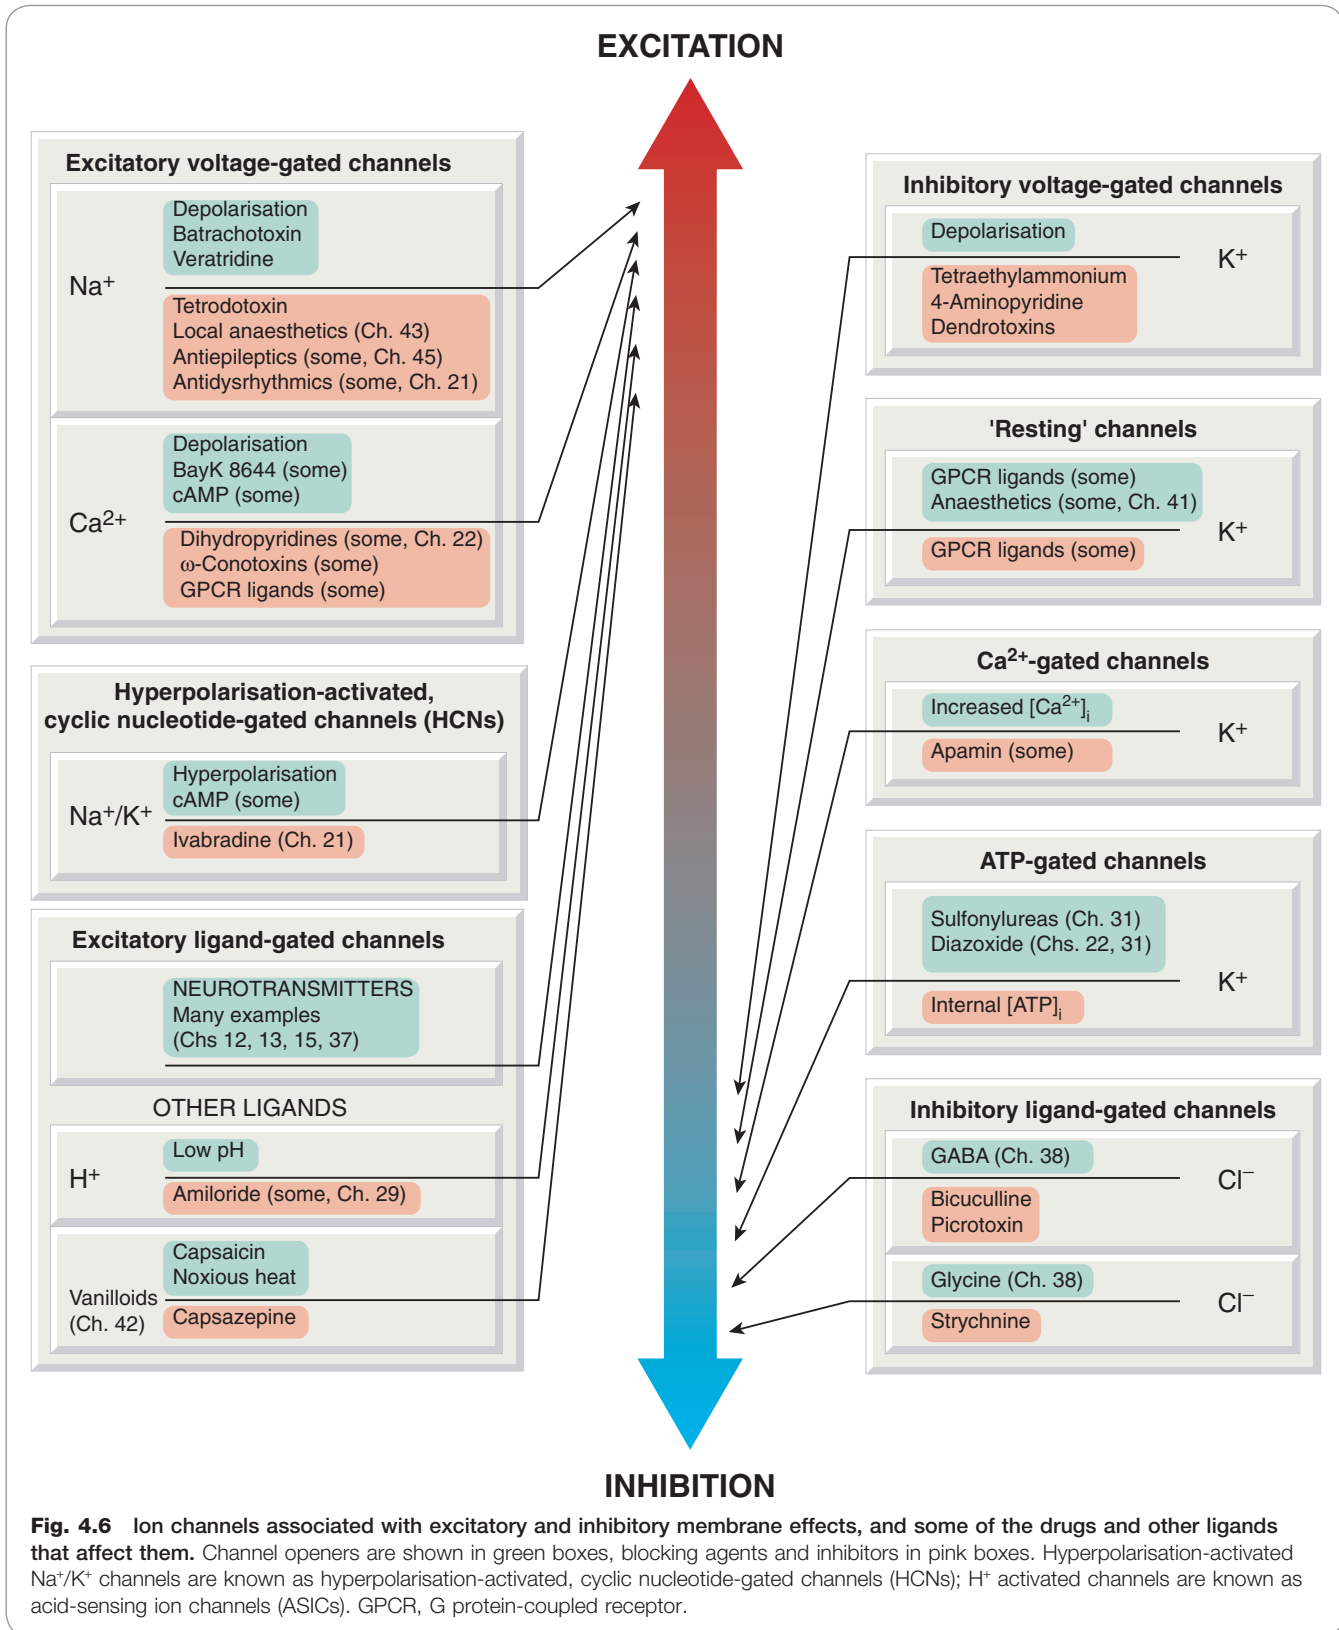 EXCITATION
Excitatory voltage-gated channels
Na⁺
Depolarisation
Batrachotoxin
Veratridine
Tetrodotoxin
Local anaesthetics (Ch. 43)
Antiepileptics (some, Ch. 45)
Antidysrhythmics (some, Ch. 21)
Ca²⁺
Depolarisation
BayK 8644 (some)
cAMP (some)
Dihydropyridines (some, Ch. 22)
ω-Conotoxins (some)
GPCR ligands (some)
Hyperpolarisation-activated,
cyclic nucleotide-gated channels (HCNs)
Na⁺/K⁺
Hyperpolarisation
cAMP (some)
Ivabradine (Ch. 21)
Excitatory ligand-gated channels
NEUROTRANSMITTERS
Many examples
(Chs 12, 13, 15, 37)
OTHER LIGANDS
H⁺
Low pH
Amiloride (some, Ch. 29)
Vanilloids
(Ch. 42)
Capsaicin
Noxious heat
Capsazepine
Inhibitory voltage-gated channels
Depolarisation
K⁺
Tetraethylammonium
4-Aminopyridine
Dendrotoxins
'Resting' channels
GPCR ligands (some)
Anaesthetics (some, Ch. 41)
K⁺
GPCR ligands (some)
Ca²⁺-gated channels
Increased [Ca²⁺]ᵢ
K⁺
Apamin (some)
ATP-gated channels
Sulfonylureas (Ch. 31)
Diazoxide (Chs. 22, 31)
K⁺
Internal [ATP]ᵢ
Inhibitory ligand-gated channels
GABA (Ch. 38)
Cl⁻
Bicuculline
Picrotoxin
Glycine (Ch. 38)
Cl⁻
Strychnine
INHIBITION
Fig. 4.6 Ion channels associated with excitatory and inhibitory membrane effects, and some of the drugs and other ligands
that affect them. Channel openers are shown in green boxes, blocking agents and inhibitors in pink boxes. Hyperpolarisation-activated
Na⁺/K⁺ channels are known as hyperpolarisation-activated, cyclic nucleotide-gated channels (HCNs); H⁺ activated channels are known as
acid-sensing ion channels (ASICs). GPCR, G protein-coupled receptor.